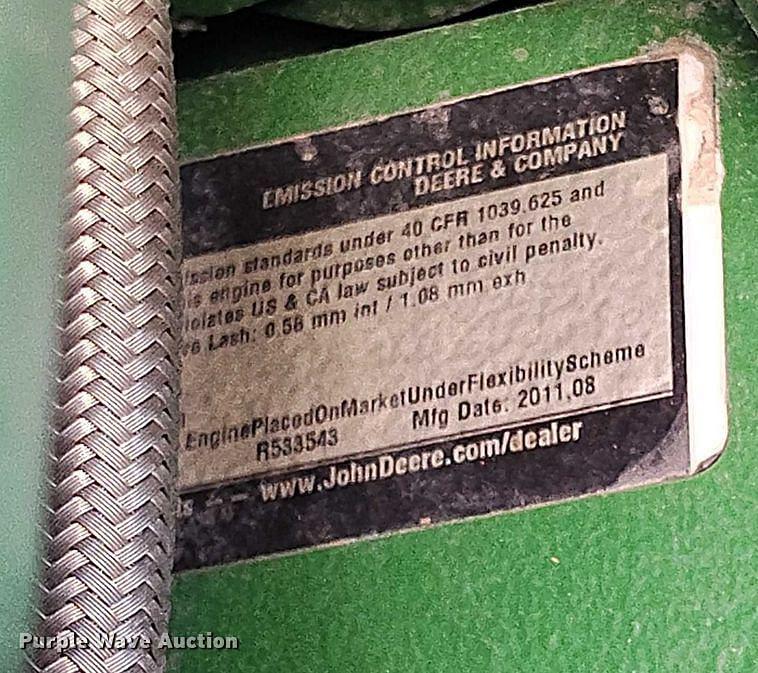 EMISSION CONTROL INFORMATION
DEERE & COMPANY
ission standards under 40 CFR 1039.625 and
is engine for purposes other than for the
iolates US & CA law subject to civil penalty.
ve Lash: 0.58 mm int / 1.08 mm exh
EnginePlacedOnMarketUnderFlexibilityScheme
R533543 Mfg Date: 2011.08
www.JohnDeere.com/dealer
Purple Wave Auction